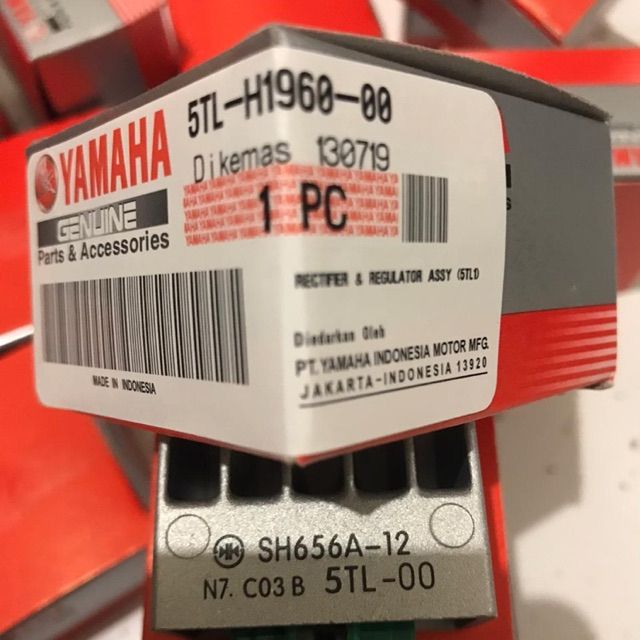 5TL-H1960-00
YAMAHA
Dikemas 130719
1 PC
GENUINE
Parts & Accessories
RECTIFIER & REGULATOR ASSY (5TL1)
Diedarkan Oleh
PT. YAMAHA INDONESIA MOTOR MFG.
JAKARTA-INDONESIA 13920
MADE IN INDONESIA
SH656A-12
N7. C03 B 5TL-00